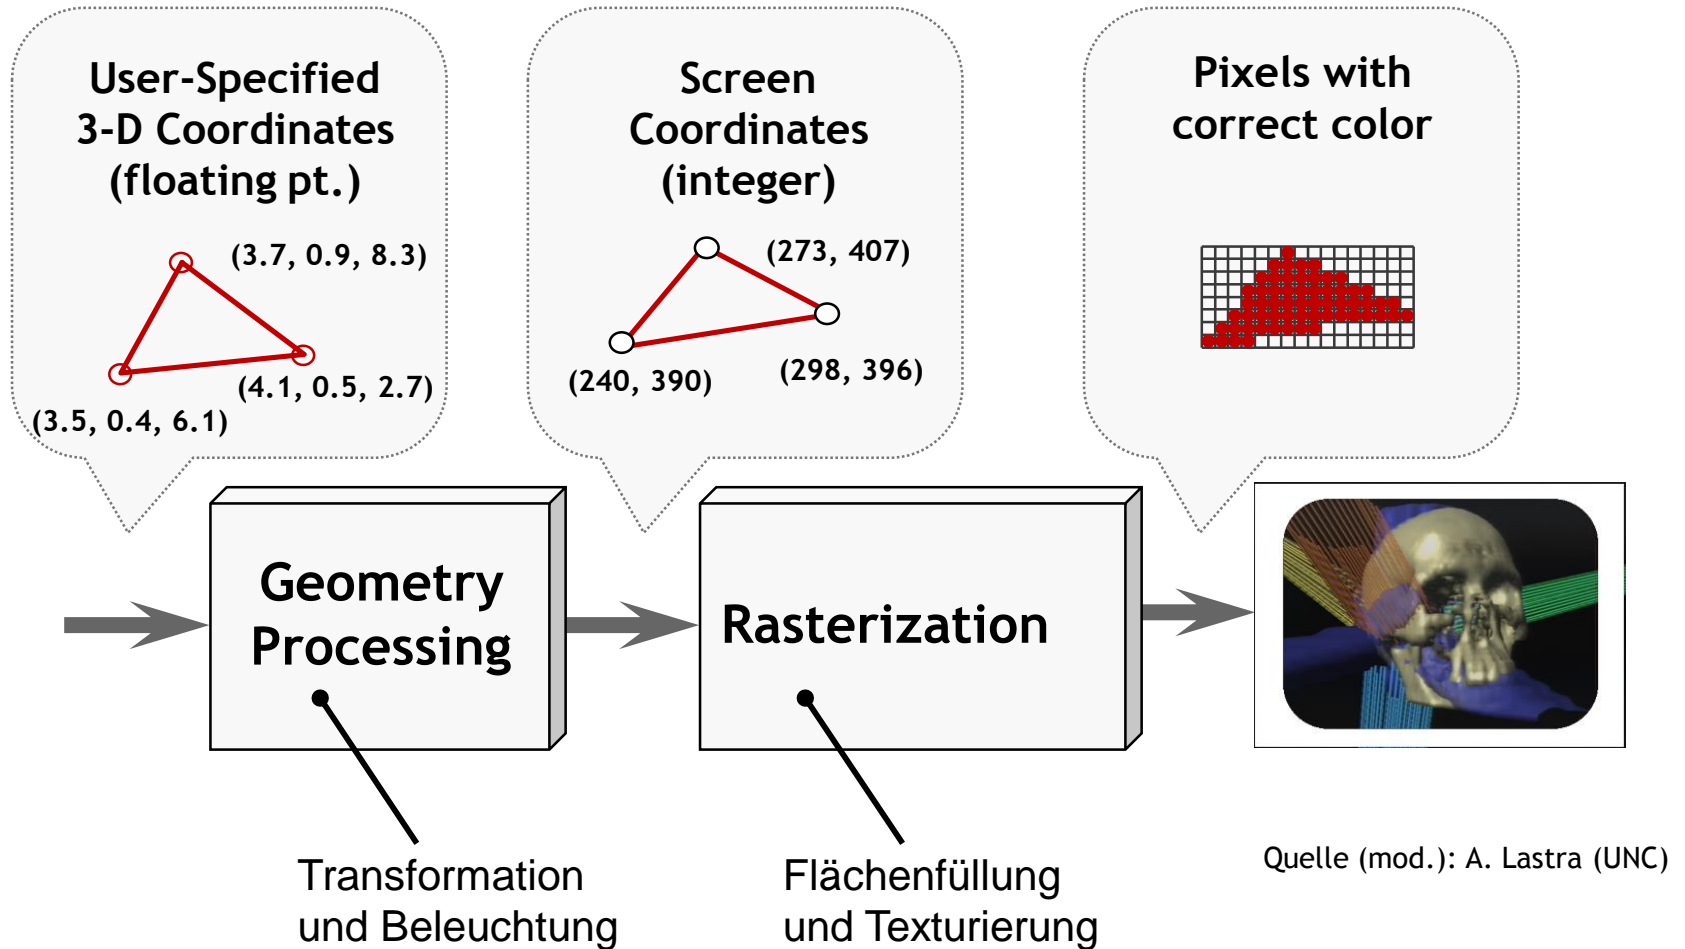 User-Specified
3-D Coordinates
(floating pt.)
(3.7, 0.9, 8.3)
(4.1, 0.5, 2.7)
(3.5, 0.4, 6.1)
Screen
Coordinates
(integer)
(273, 407)
(298, 396)
(240, 390)
Pixels with
correct color
Geometry
Processing
Rasterization
Transformation
und Beleuchtung
Flächenfüllung
und Texturierung
Quelle (mod.): A. Lastra (UNC)